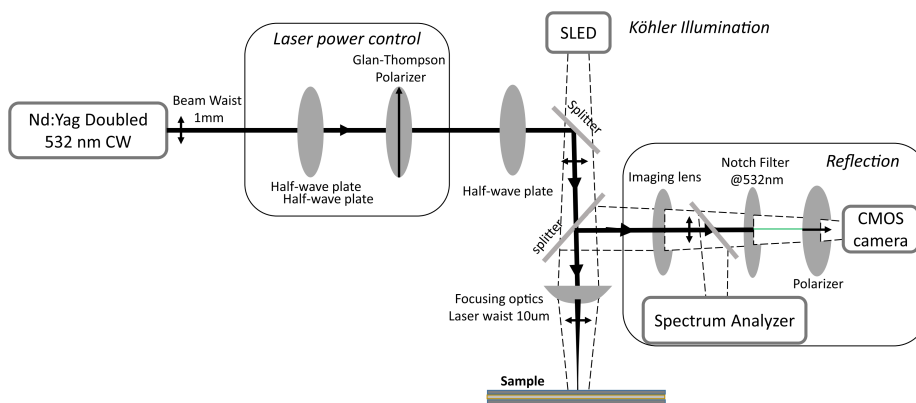 Laser power control
Glan-Thompson
Polarizer
SLED
Köhler Illumination
Nd:Yag Doubled
532 nm CW
Beam Waist
1mm
Half-wave plate
Half-wave plate
Half-wave plate
Splitter
splitter
Reflection
Imaging lens
Notch Filter
@532nm
CMOS
camera
Polarizer
Focusing optics
Laser waist 10um
Spectrum Analyzer
Sample